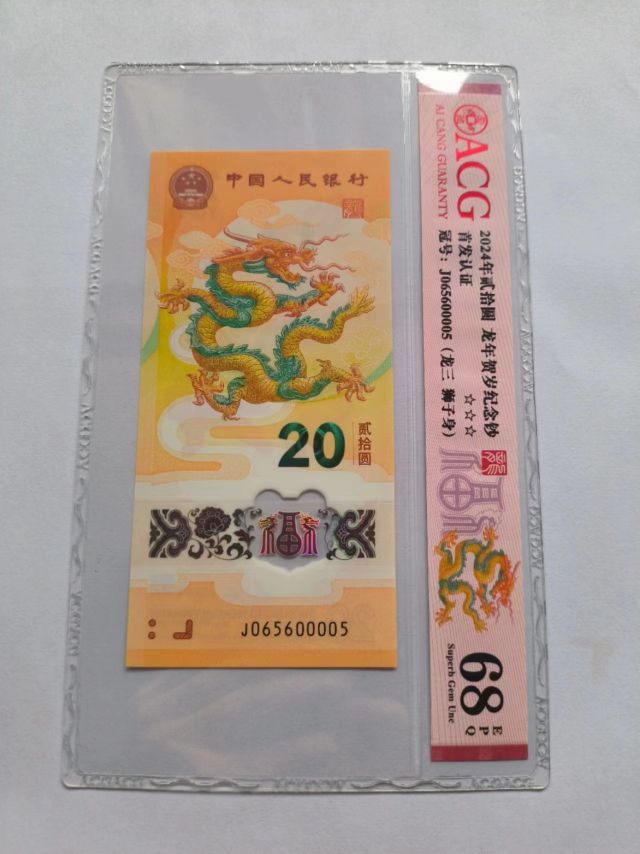 中国人民银行
20
贰拾圆
J065600005
ACG
AI CANG GUARANTY
2024年贰拾圆 龙年贺岁纪念钞
首发认证 ☆☆☆
冠号：J065600005（龙三 狮子身）
68
EPQ
Superb Gem Unc